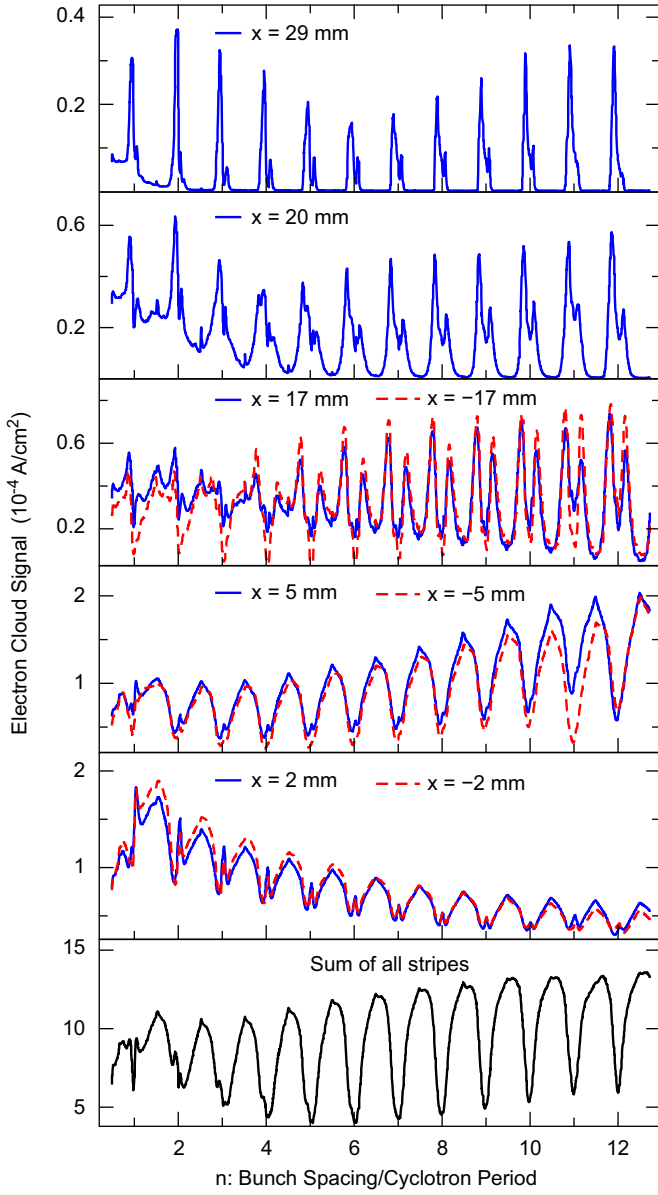 0.4
x = 29 mm
0.2
x = 20 mm
0.6
0.2
x = 17 mm x = −17 mm
0.6
0.2
x = 5 mm x = −5 mm
2
1
x = 2 mm x = −2 mm
2
1
Electron Cloud Signal (10⁻⁴ A/cm²)
15
Sum of all stripes
10
5
2 4 6 8 10 12
n: Bunch Spacing/Cyclotron Period